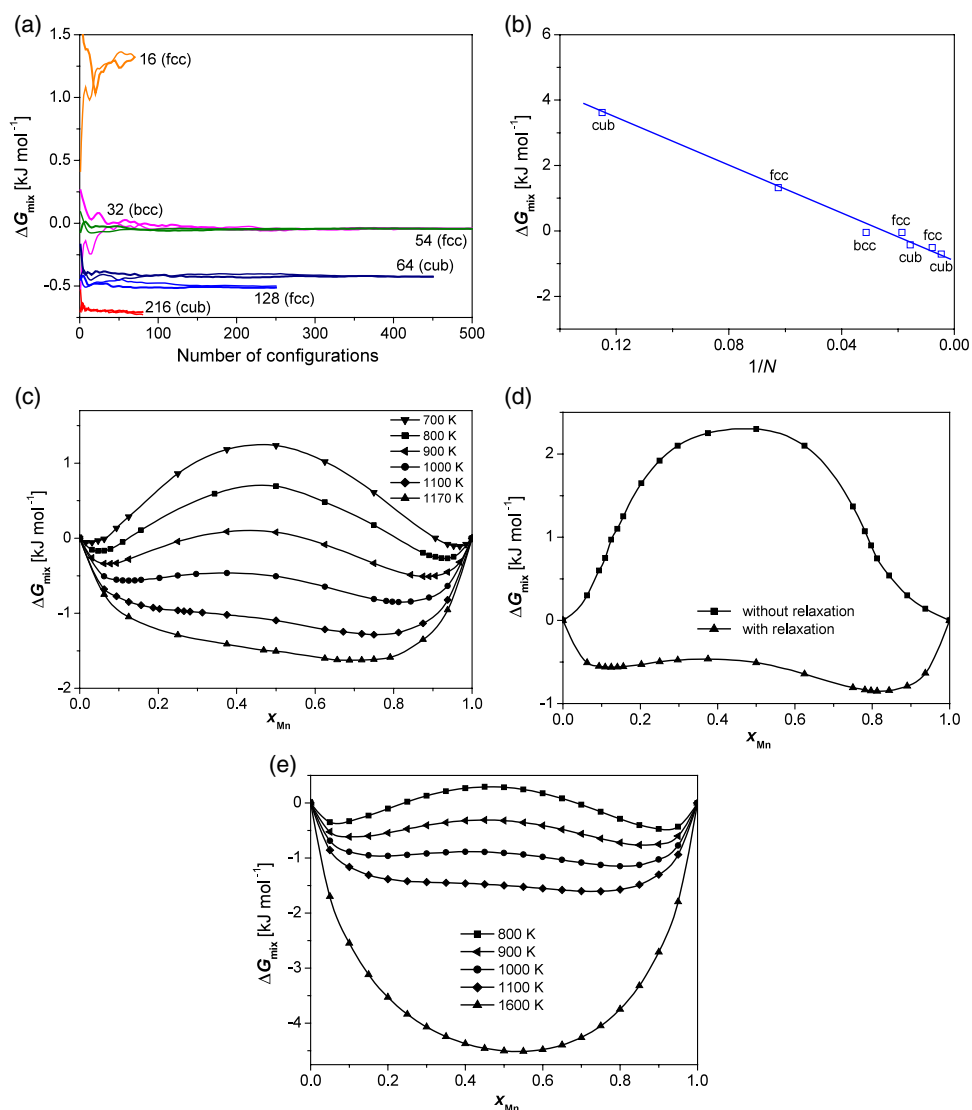 (a)
1.5
1.0
0.5
0.0
-0.5
ΔGmix [kJ mol⁻¹]
16 (fcc)
32 (bcc)
54 (fcc)
64 (cub)
128 (fcc)
216 (cub)
0 100 200 300 400 500
Number of configurations
(b)
6
4
2
0
-2
ΔGmix [kJ mol⁻¹]
cub
fcc
bcc
fcc
cub
fcc
cub
0.12 0.08 0.04 0.00
1/N
(c)
1
0
-1
-2
ΔGmix [kJ mol⁻¹]
700 K
800 K
900 K
1000 K
1100 K
1170 K
0.0 0.2 0.4 0.6 0.8 1.0
xMn
(d)
2
1
0
-1
ΔGmix [kJ mol⁻¹]
without relaxation
with relaxation
0.0 0.2 0.4 0.6 0.8 1.0
xMn
(e)
0
-1
-2
-3
-4
ΔGmix [kJ mol⁻¹]
800 K
900 K
1000 K
1100 K
1600 K
0.0 0.2 0.4 0.6 0.8 1.0
xMn